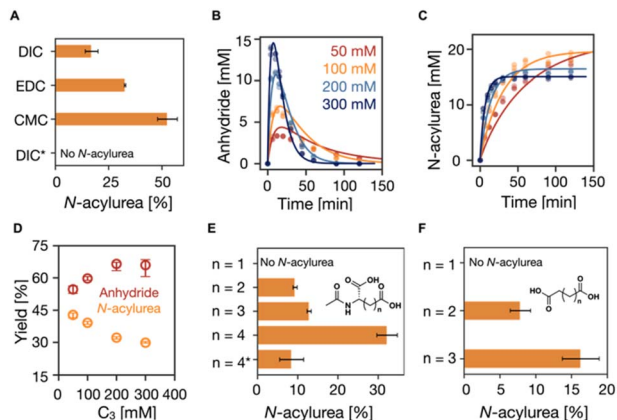 A
DIC
EDC
CMC
DIC*
No N-acylurea
0
25
50
N-acylurea [%]
B
Anhydride [mM]
15
10
5
0
50 mM
100 mM
200 mM
300 mM
0
50
100
150
Time [min]
C
N-acylurea [mM]
20
10
0
0
50
100
150
Time [min]
D
Yield [%]
75
60
45
30
15
Anhydride
N-acylurea
0
100
200
300
400
C₃ [mM]
E
n = 1
No N-acylurea
n = 2
n = 3
n = 4
n = 4*
O
OH
O
N
H
n
O
OH
0
10
20
30
N-acylurea [%]
F
n = 1
No N-acylurea
n = 2
n = 3
HO
O
n
O
OH
0
5
10
15
20
N-acylurea [%]